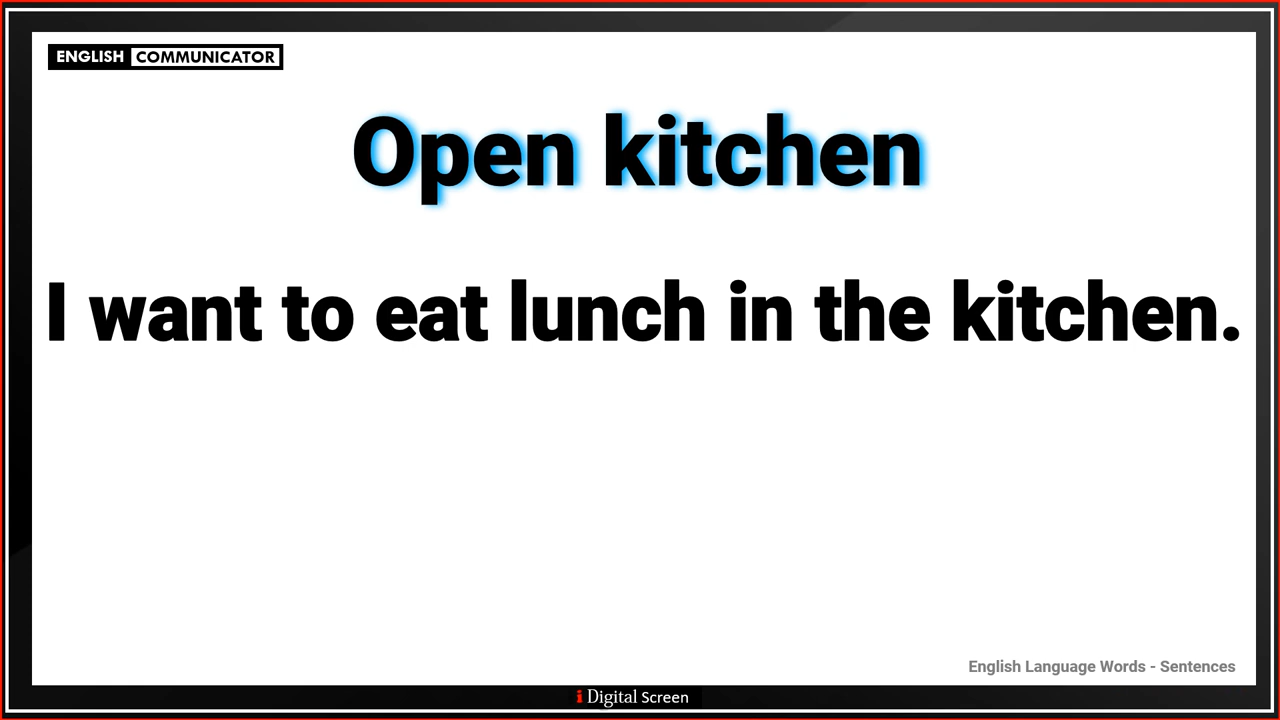 ENGLISH COMMUNICATOR
Open kitchen
I want to eat lunch in the kitchen.
English Language Words - Sentences
i Digital Screen